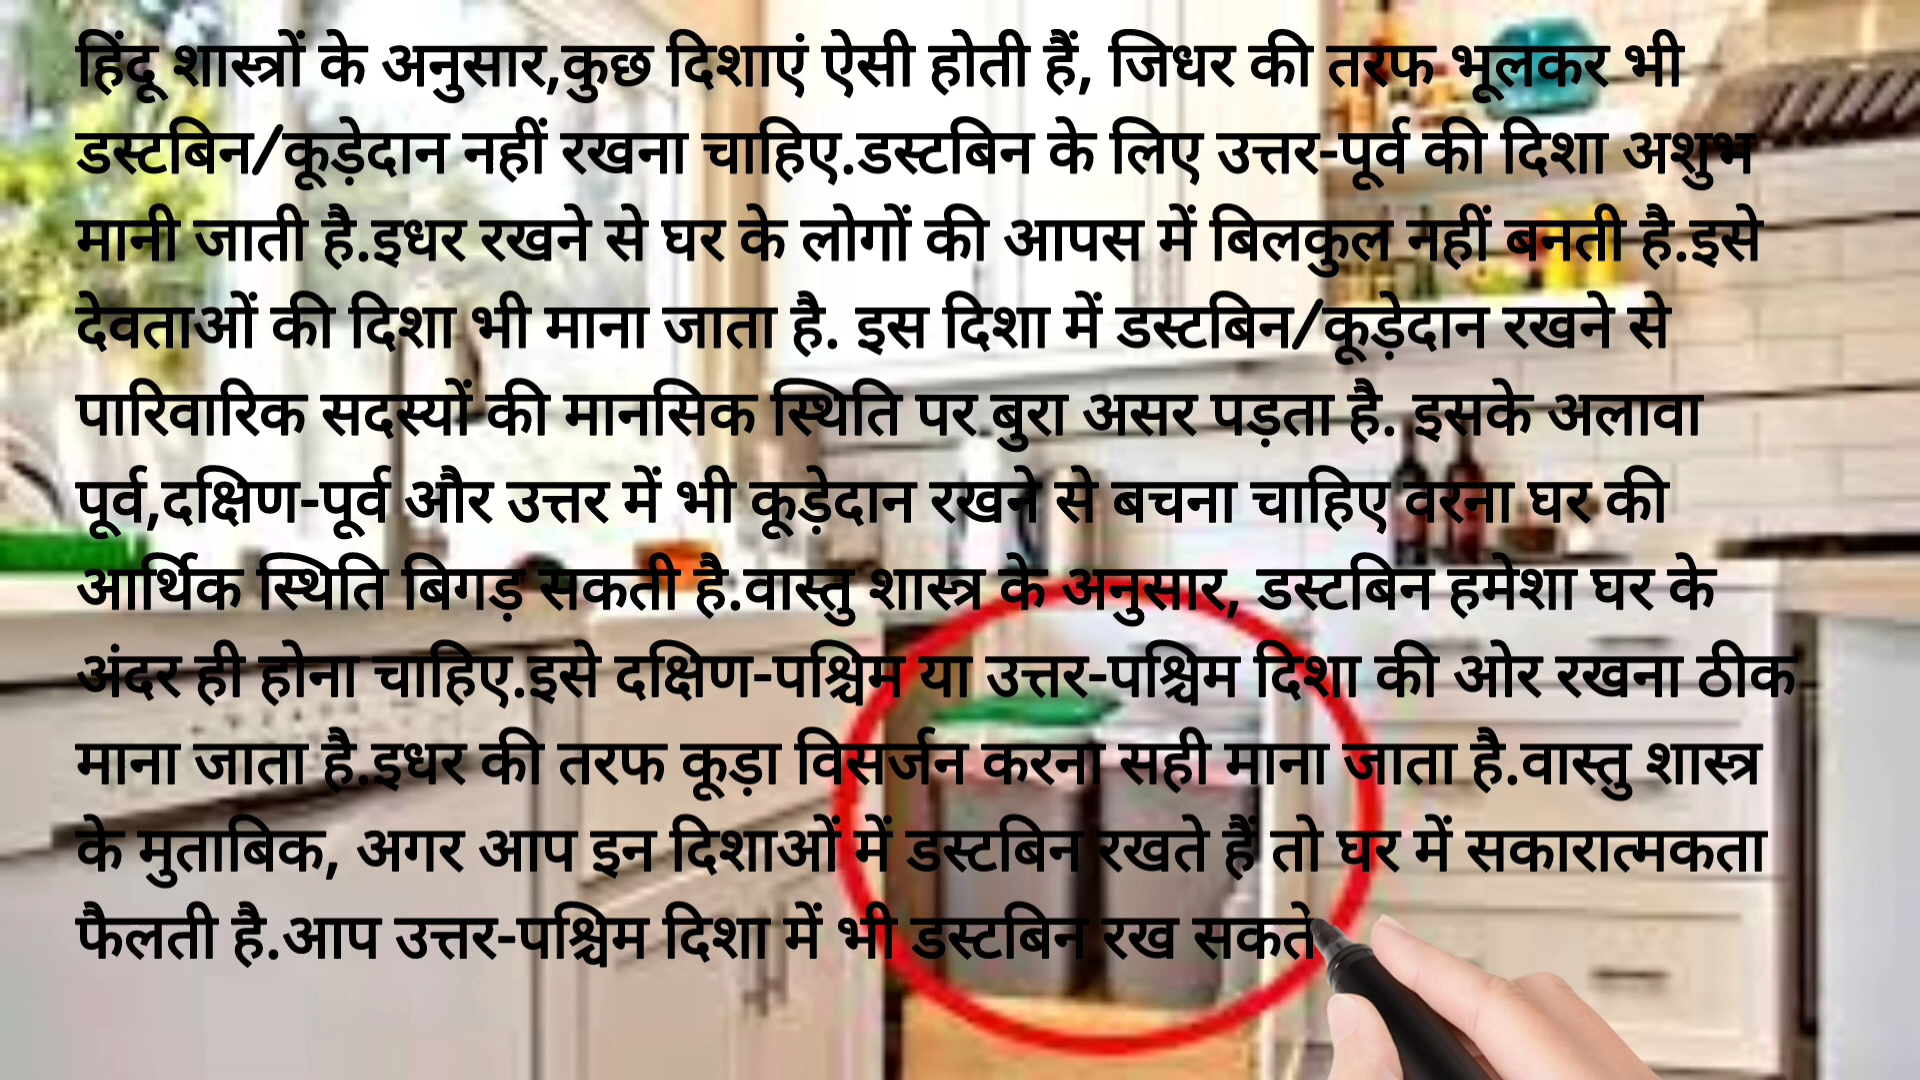 हिंदू शास्त्रों के अनुसार,कुछ दिशाएं ऐसी होती हैं, जिधर की तरफ भूलकर भी
डस्टबिन/कूड़ेदान नहीं रखना चाहिए.डस्टबिन के लिए उत्तर-पूर्व की दिशा अशुभ
मानी जाती है.इधर रखने से घर के लोगों की आपस में बिलकुल नहीं बनती है.इसे
देवताओं की दिशा भी माना जाता है. इस दिशा में डस्टबिन/कूड़ेदान रखने से
पारिवारिक सदस्यों की मानसिक स्थिति पर बुरा असर पड़ता है. इसके अलावा
पूर्व,दक्षिण-पूर्व और उत्तर में भी कूड़ेदान रखने से बचना चाहिए वरना घर की
आर्थिक स्थिति बिगड़ सकती है.वास्तु शास्त्र के अनुसार, डस्टबिन हमेशा घर के
अंदर ही होना चाहिए.इसे दक्षिण-पश्चिम या उत्तर-पश्चिम दिशा की ओर रखना ठीक
माना जाता है.इधर की तरफ कूड़ा विसर्जन करना सही माना जाता है.वास्तु शास्त्र
के मुताबिक, अगर आप इन दिशाओं में डस्टबिन रखते हैं तो घर में सकारात्मकता
फैलती है.आप उत्तर-पश्चिम दिशा में भी डस्टबिन रख सकते